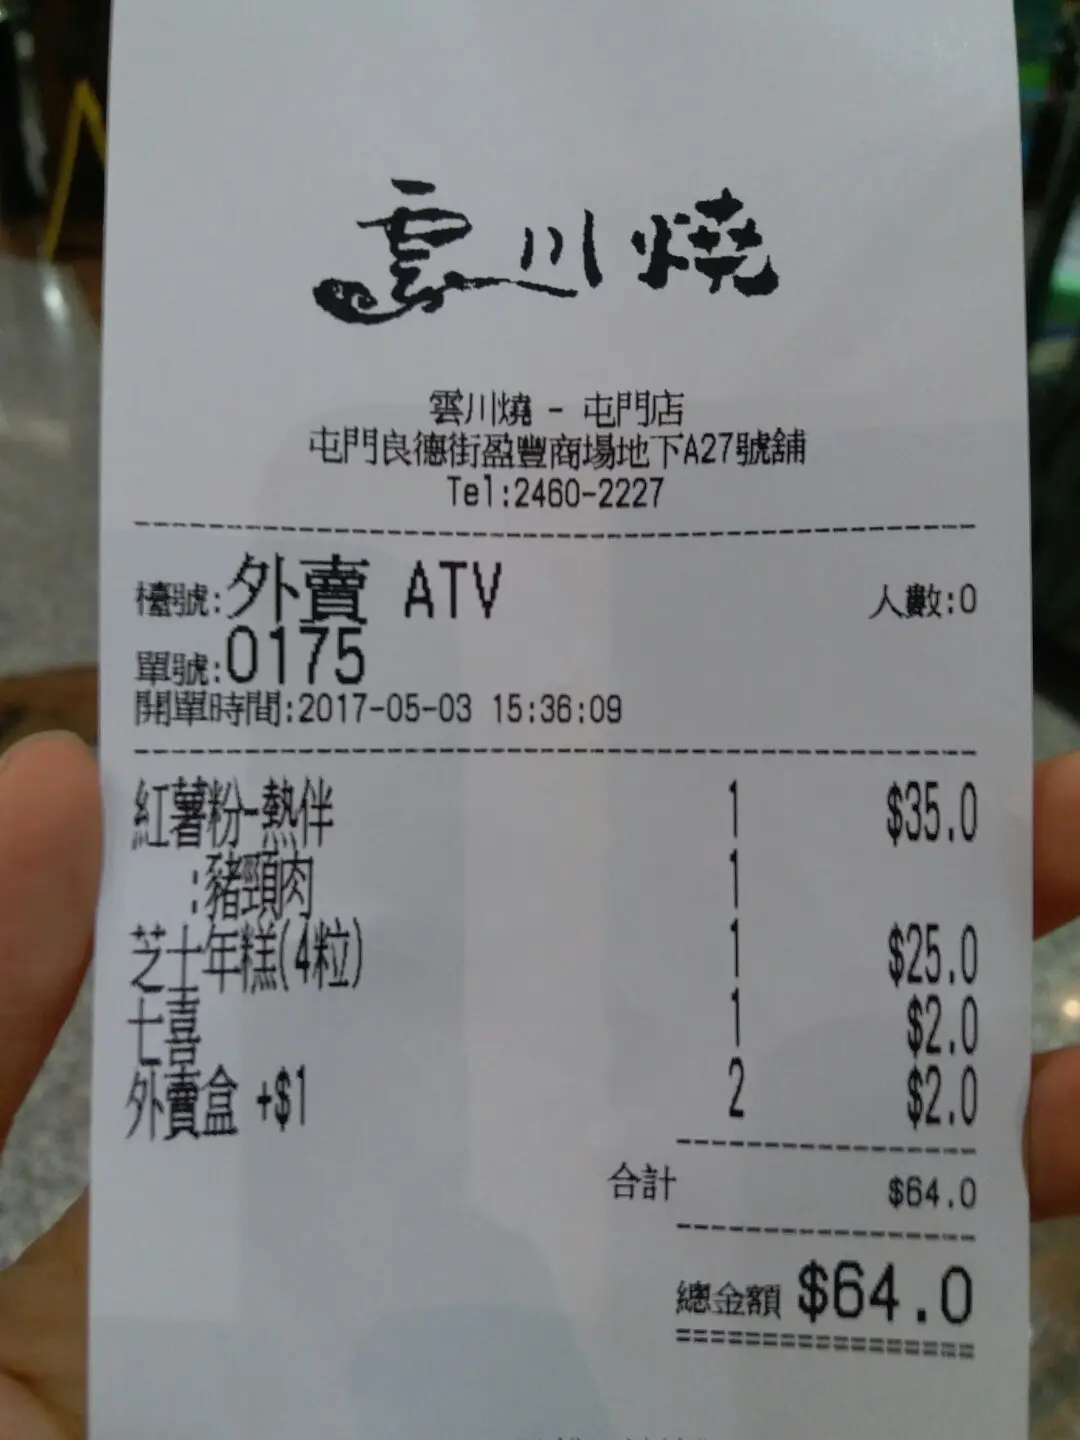 雲川燒
雲川燒 - 屯門店
屯門良德街盈豐商場地下A27號舖
Tel:2460-2227
檯號:外賣 ATV 人數:0
單號:0175
開單時間:2017-05-03 15:36:09
紅薯粉-熱伴 1 $35.0
:豬頸肉 1
芝士年糕(4粒) 1 $25.0
七喜 1 $2.0
外賣盒 +$1 2 $2.0
合計 $64.0
總金額 $64.0